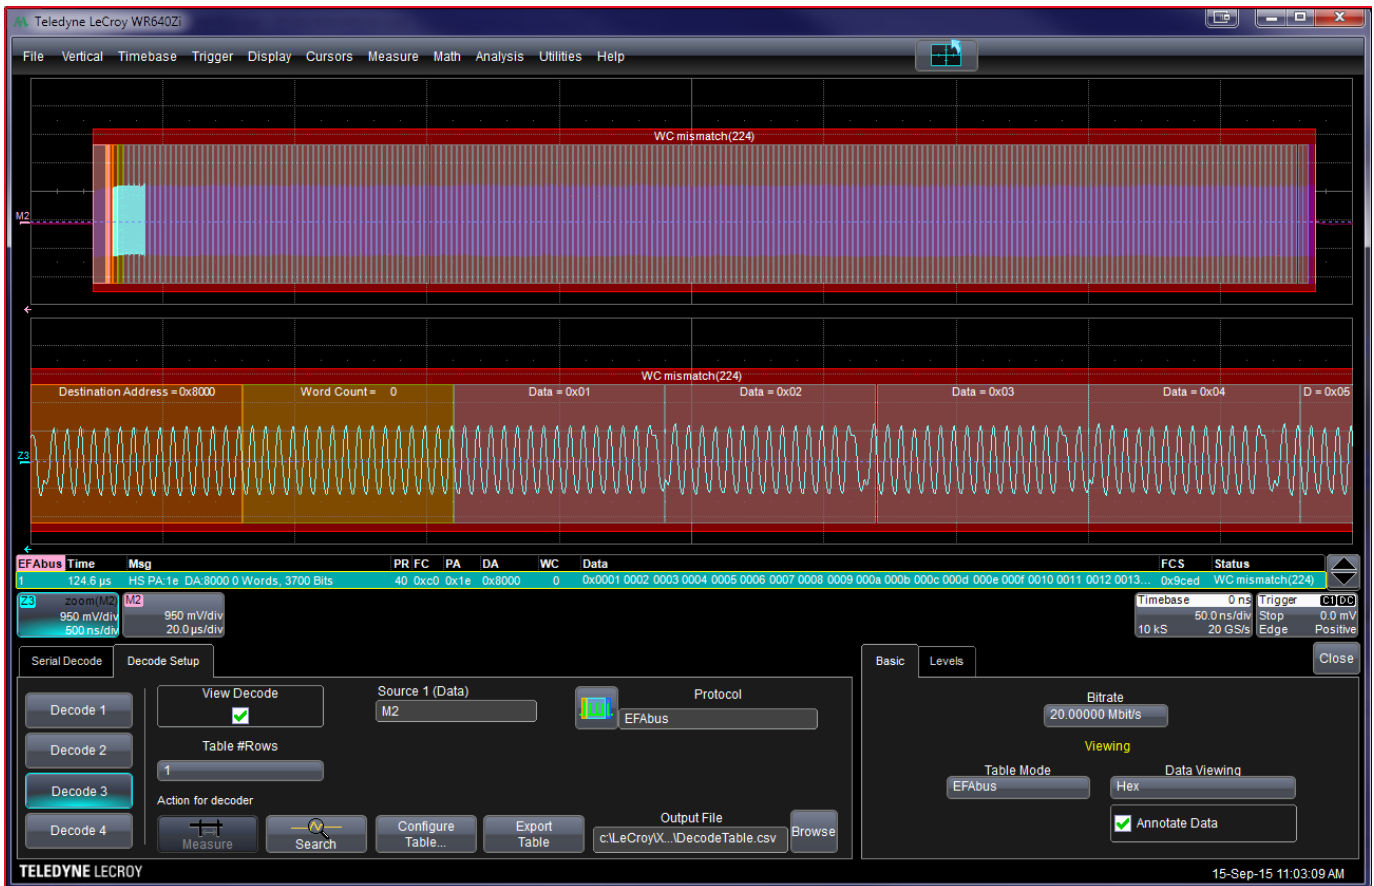 Teledyne LeCroy WR640Zi
File Vertical Timebase Trigger Display Cursors Measure Math Analysis Utilities Help
WC mismatch(224)
M2
WC mismatch(224)
Destination Address = 0x8000 Word Count = 0 Data = 0x01 Data = 0x02 Data = 0x03 Data = 0x04 D = 0x05
Z3
EFAbus Time Msg PR FC PA DA WC Data FCS Status
1 124.6 µs HS PA:1e DA:8000 0 Words, 3700 Bits 40 0xc0 0x1e 0x8000 0 0x0001 0002 0003 0004 0005 0006 0007 0008 0009 000a 000b 000c 000d 000e 000f 0010 0011 0012 0013... 0x9ced WC mismatch(224)
Z3 zoom(M2) M2 Timebase 0 ns Trigger C1 DC
950 mV/div 950 mV/div 50.0 ns/div Stop 0.0 mV
500 ns/div 20.0 µs/div 10 kS 20 GS/s Edge Positive
Serial Decode Decode Setup Basic Levels Close
View Decode Source 1 (Data) Protocol Bitrate
Decode 1 M2 EFAbus 20.00000 Mbit/s
Decode 2 Table #Rows Viewing
1 Table Mode Data Viewing
Decode 3 EFAbus Hex
Action for decoder
Decode 4 Measure Search Configure Table... Export Table Output File Annotate Data
c:\LeCroy\X...\DecodeTable.csv Browse
TELEDYNE LECROY 15-Sep-15 11:03:09 AM